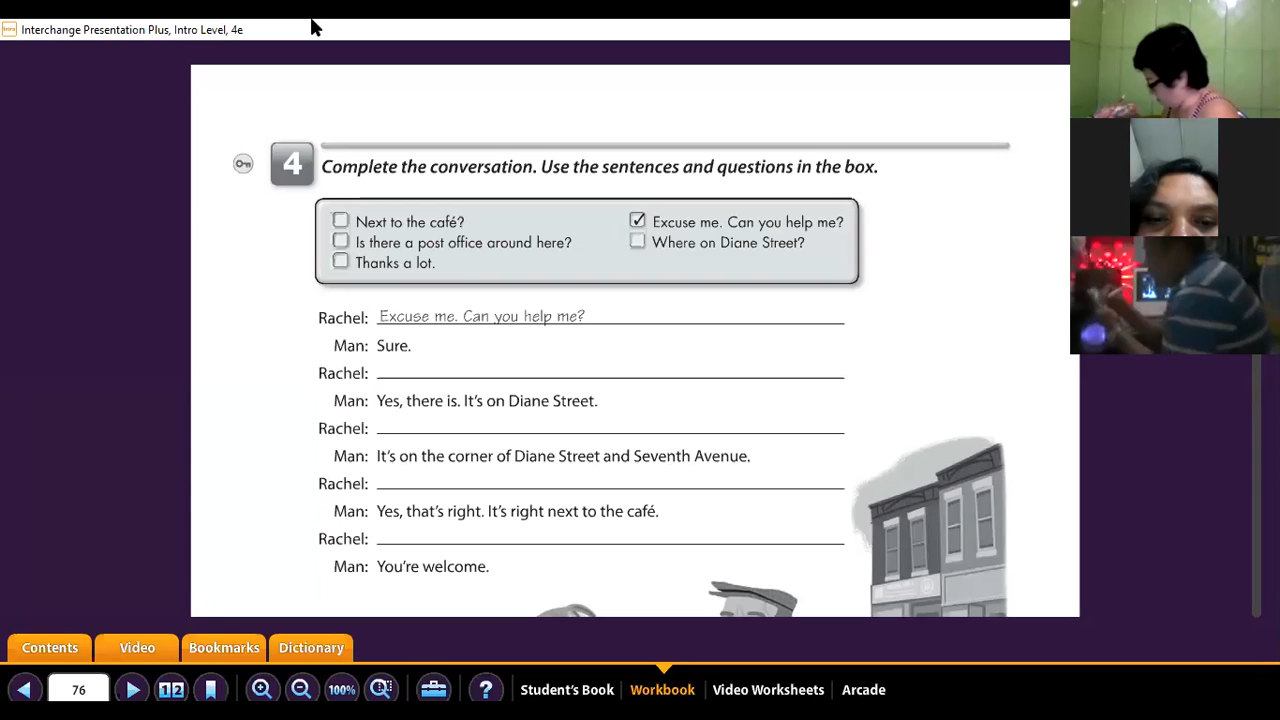 Interchange Presentation Plus, Intro Level, 4e
4 Complete the conversation. Use the sentences and questions in the box.
Next to the café?
Is there a post office around here?
Thanks a lot.
Excuse me. Can you help me?
Where on Diane Street?
Rachel: Excuse me. Can you help me?
Man: Sure.
Rachel:
Man: Yes, there is. It's on Diane Street.
Rachel:
Man: It's on the corner of Diane Street and Seventh Avenue.
Rachel:
Man: Yes, that's right. It's right next to the café.
Rachel:
Man: You're welcome.
Contents Video Bookmarks Dictionary
76 1 2 100% ? Student's Book Workbook Video Worksheets Arcade